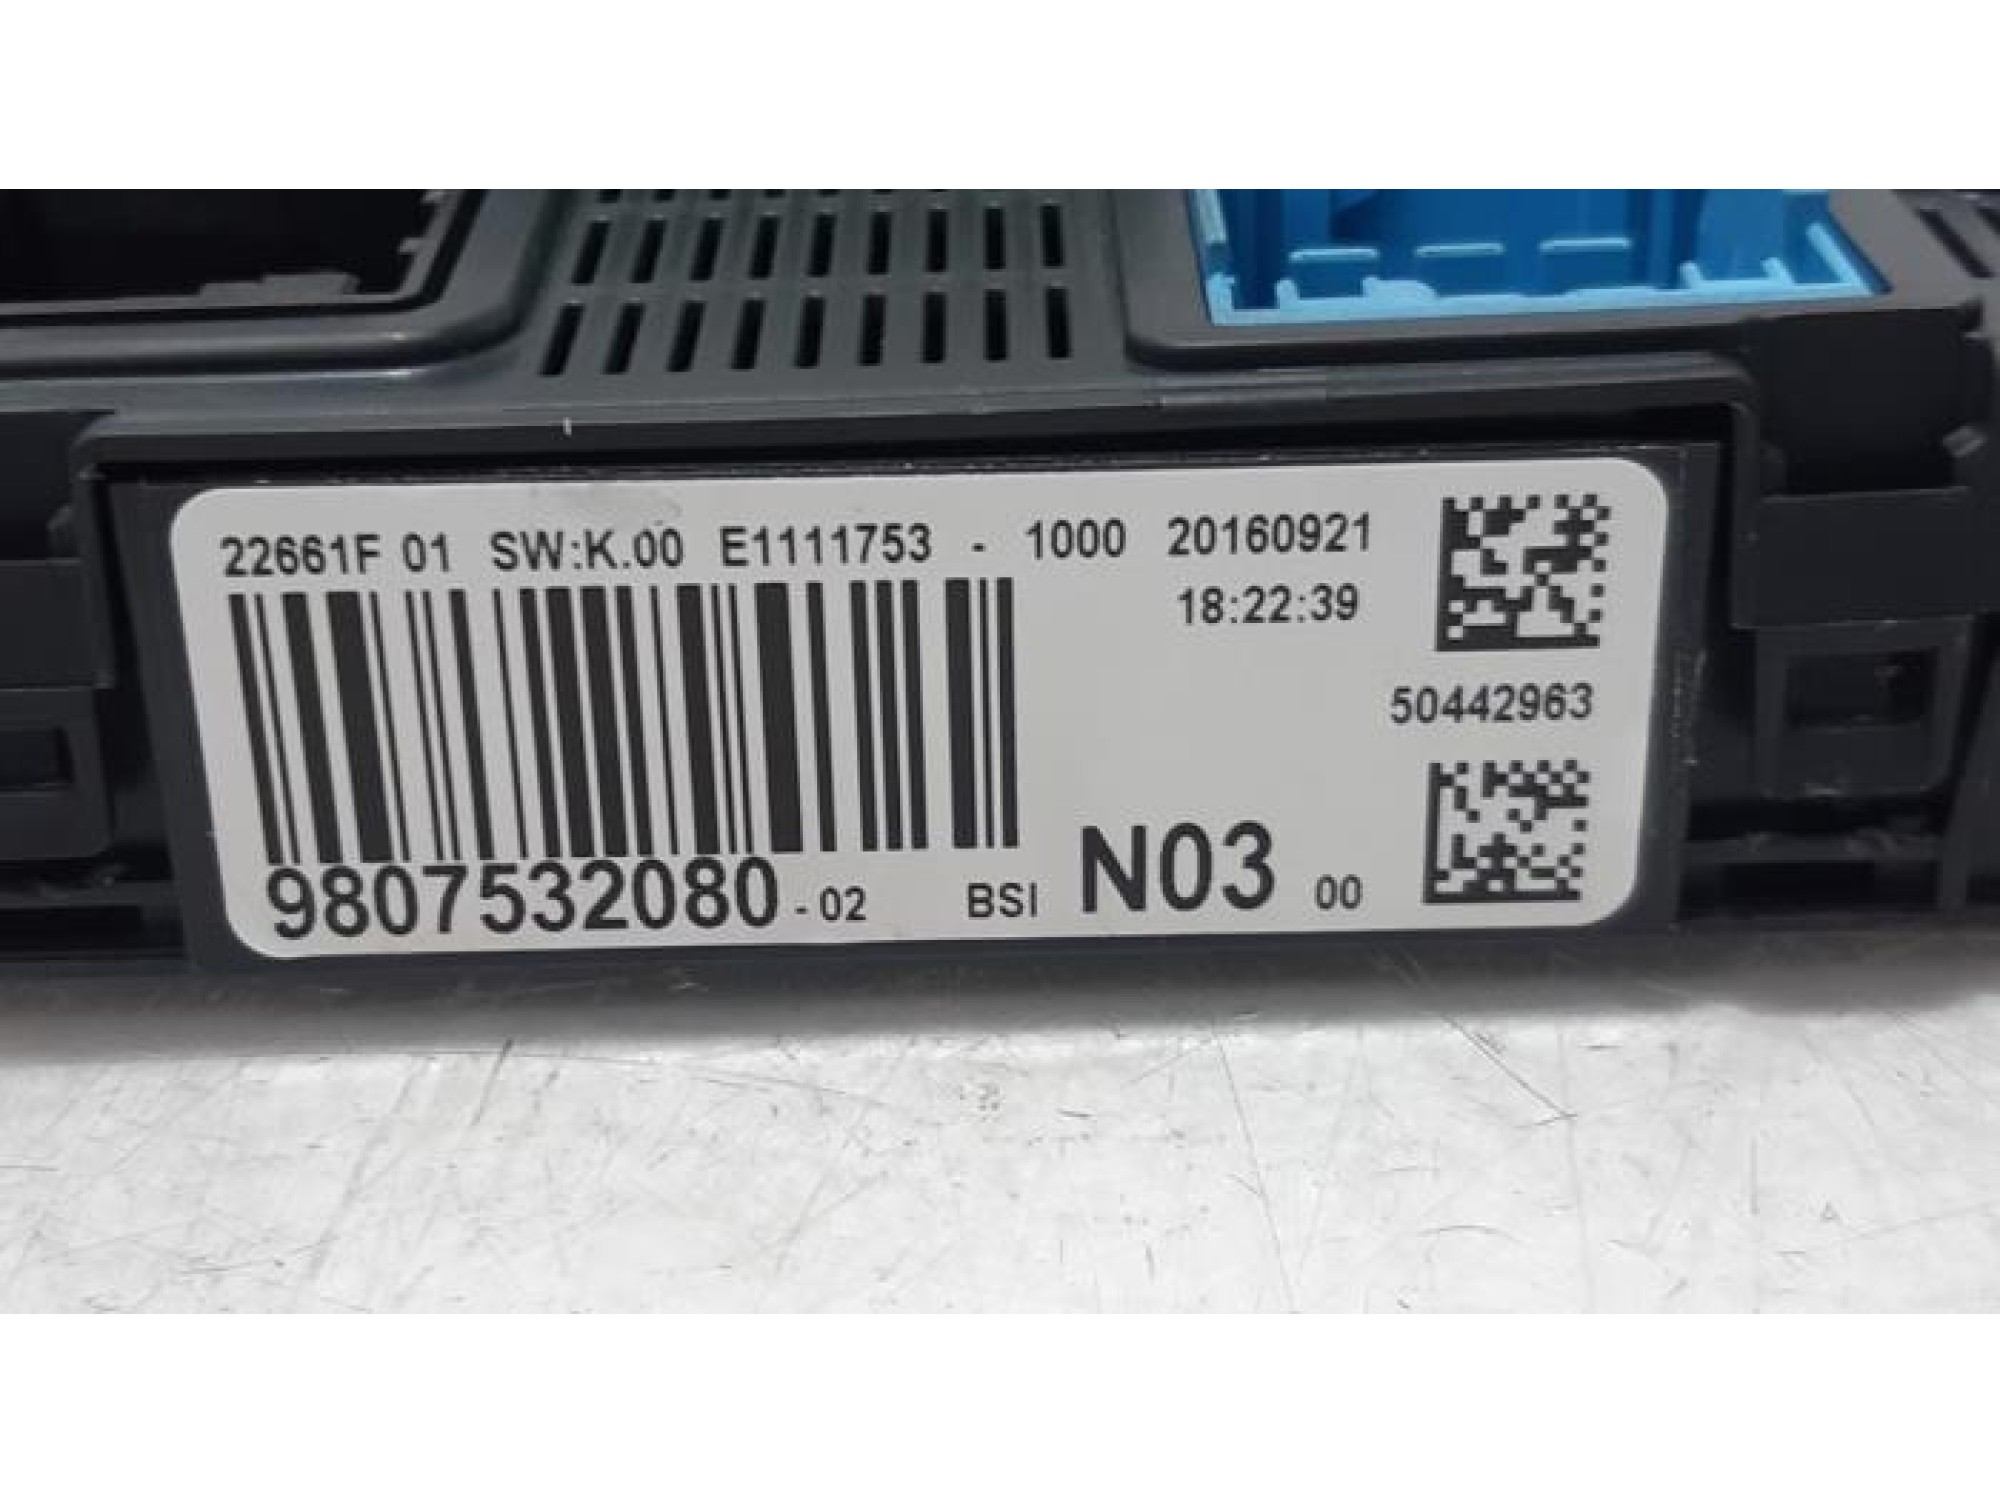 22661F 01 SW:K.00 E1111753 - 1000 20160921
18:22:39
50442963
9807532080 - 02 BSI N03 00